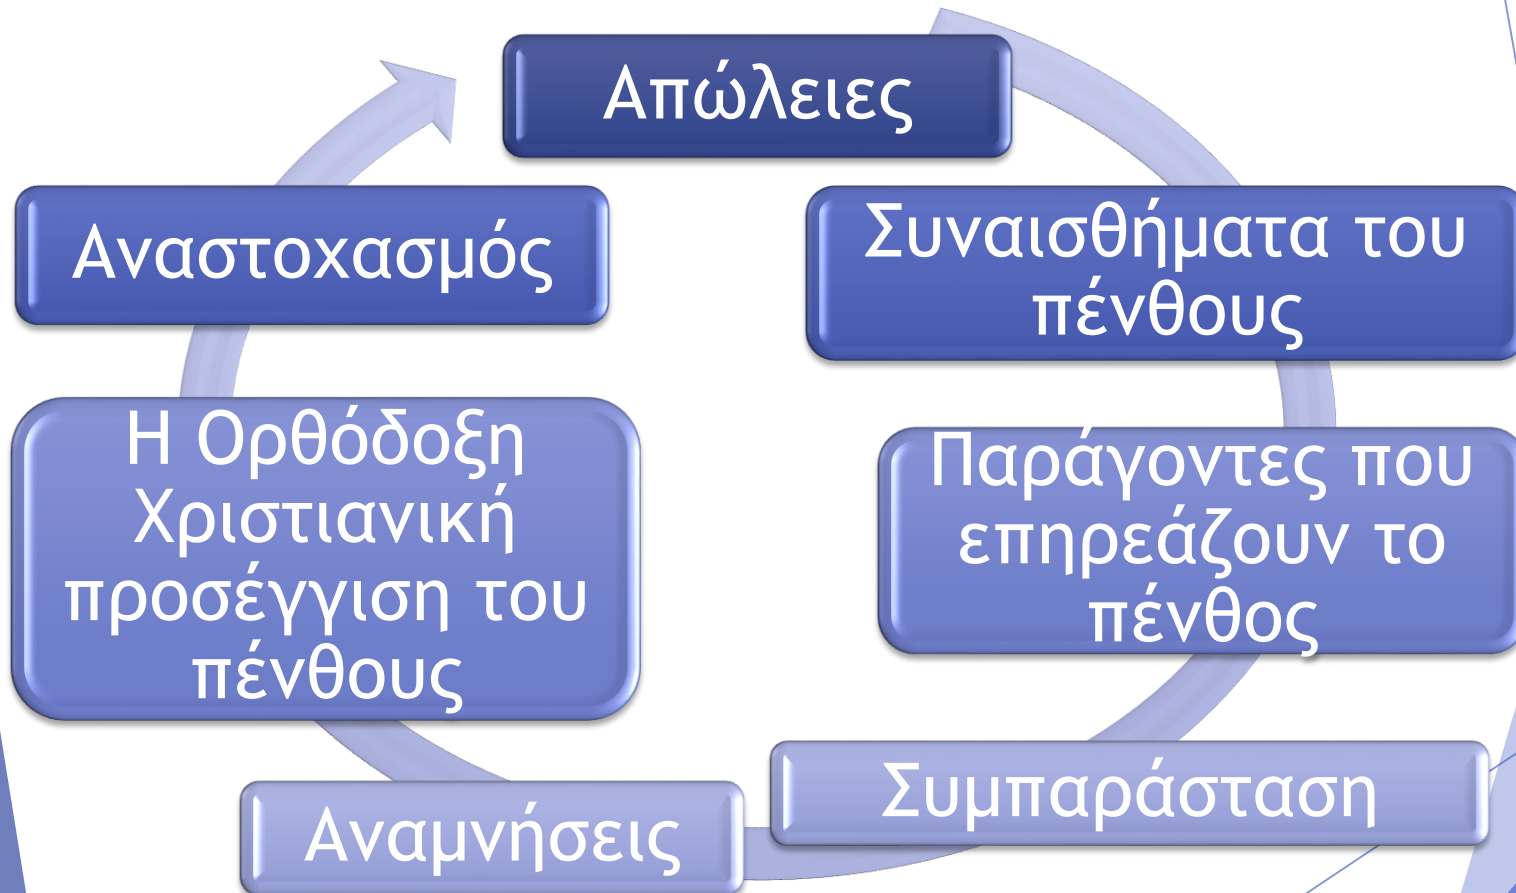 Απώλειες
Συναισθήματα του
πένθους
Παράγοντες που
επηρεάζουν το
πένθος
Συμπαράσταση
Αναμνήσεις
Η Ορθόδοξη
Χριστιανική
προσέγγιση του
πένθους
Αναστοχασμός